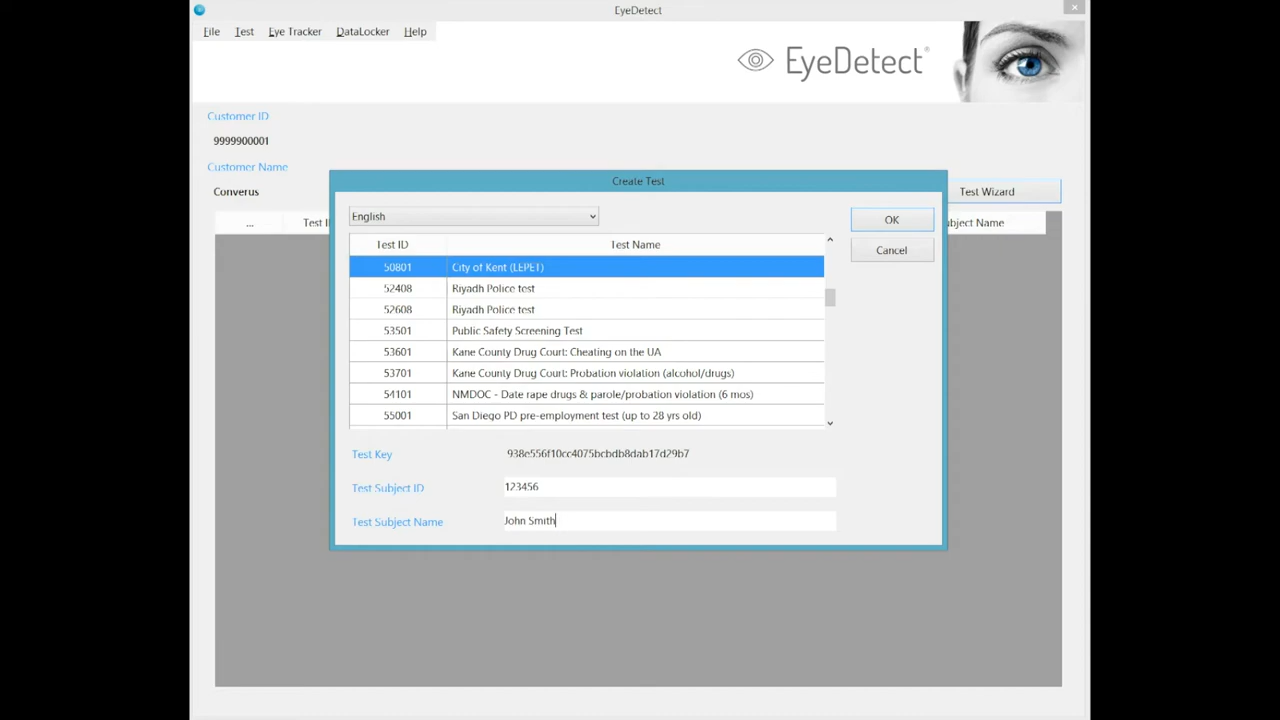 EyeDetect
File Test Eye Tracker DataLocker Help
EyeDetect®
Customer ID
9999900001
Customer Name
Converus
Test Wizard
Create Test
... Test
Subject Name
English
OK
Cancel
Test ID Test Name
50801 City of Kent (LEPET)
52408 Riyadh Police test
52608 Riyadh Police test
53501 Public Safety Screening Test
53601 Kane County Drug Court: Cheating on the UA
53701 Kane County Drug Court: Probation violation (alcohol/drugs)
54101 NMDOC - Date rape drugs & parole/probation violation (6 mos)
55001 San Diego PD pre-employment test (up to 28 yrs old)
Test Key 938e556f10cc4075bcbdb8dab17d29b7
Test Subject ID 123456
Test Subject Name John Smith